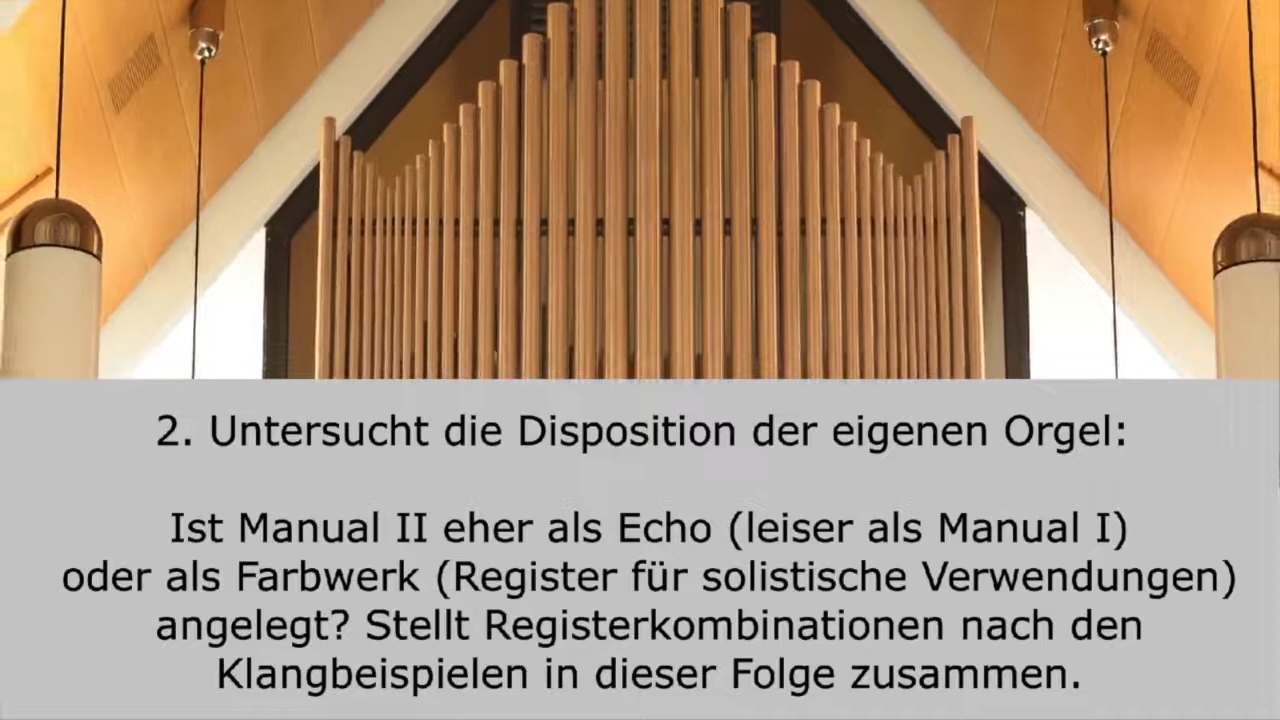 2. Untersucht die Disposition der eigenen Orgel:
Ist Manual II eher als Echo (leiser als Manual I)
oder als Farbwerk (Register für solistische Verwendungen)
angelegt? Stellt Registerkombinationen nach den
Klangbeispielen in dieser Folge zusammen.